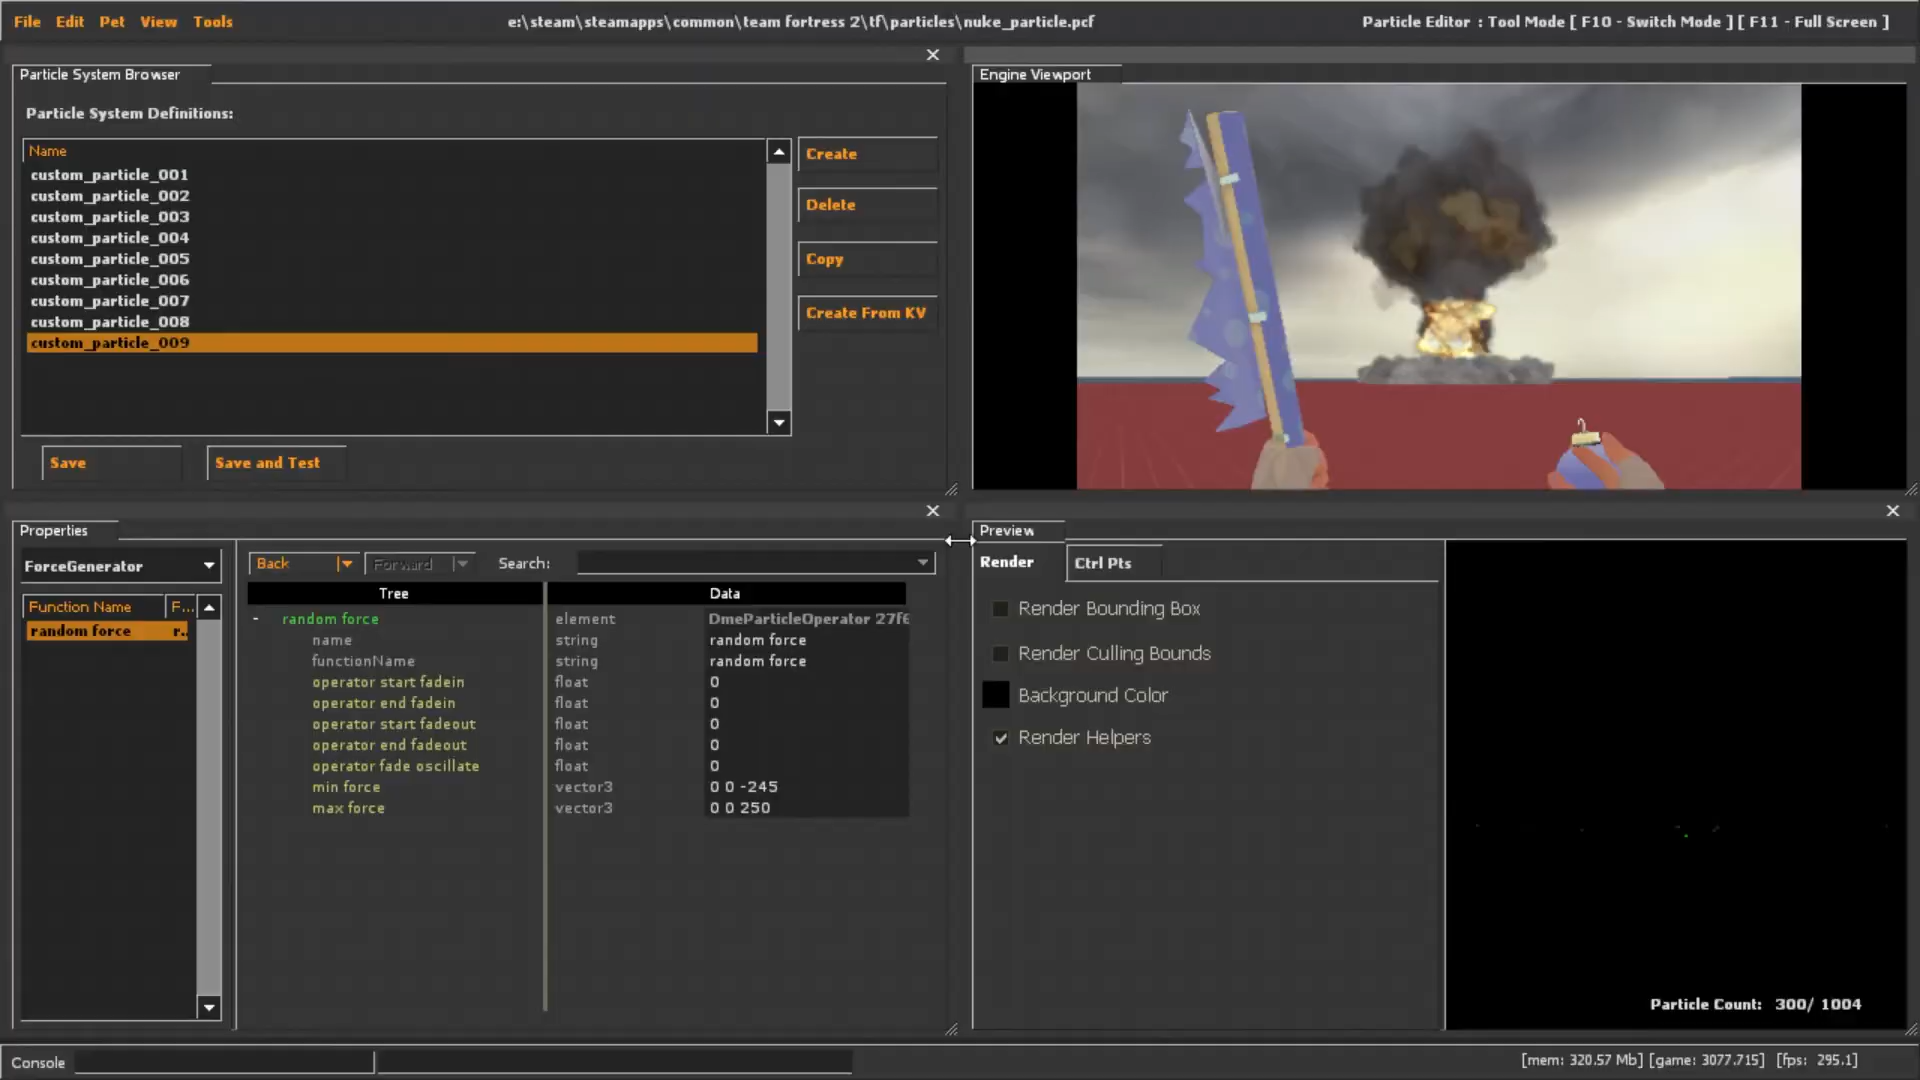 File Edit Pet View Tools
e:\steam\steamapps\common\team fortress 2\tf\particles\nuke_particle.pcf
Particle Editor : Tool Mode [ F10 - Switch Mode ] [ F11 - Full Screen ]
Particle System Browser
Particle System Definitions:
Name
custom_particle_001
custom_particle_002
custom_particle_003
custom_particle_004
custom_particle_005
custom_particle_006
custom_particle_007
custom_particle_008
custom_particle_009
Create
Delete
Copy
Create From KV
Save
Save and Test
Engine Viewport
Properties
ForceGenerator
Function Name F...
random force r..
Back Forward Search:
Tree Data
- random force element DmeParticleOperator 27f6
name string random force
functionName string random force
operator start fadein float 0
operator end fadein float 0
operator start fadeout float 0
operator end fadeout float 0
operator fade oscillate float 0
min force vector3 0 0 -245
max force vector3 0 0 250
Preview
Render Ctrl Pts
Render Bounding Box
Render Culling Bounds
Background Color
Render Helpers
Particle Count: 300/ 1004
Console
[mem: 320.57 Mb] [game: 3077.715] [fps: 295.1]